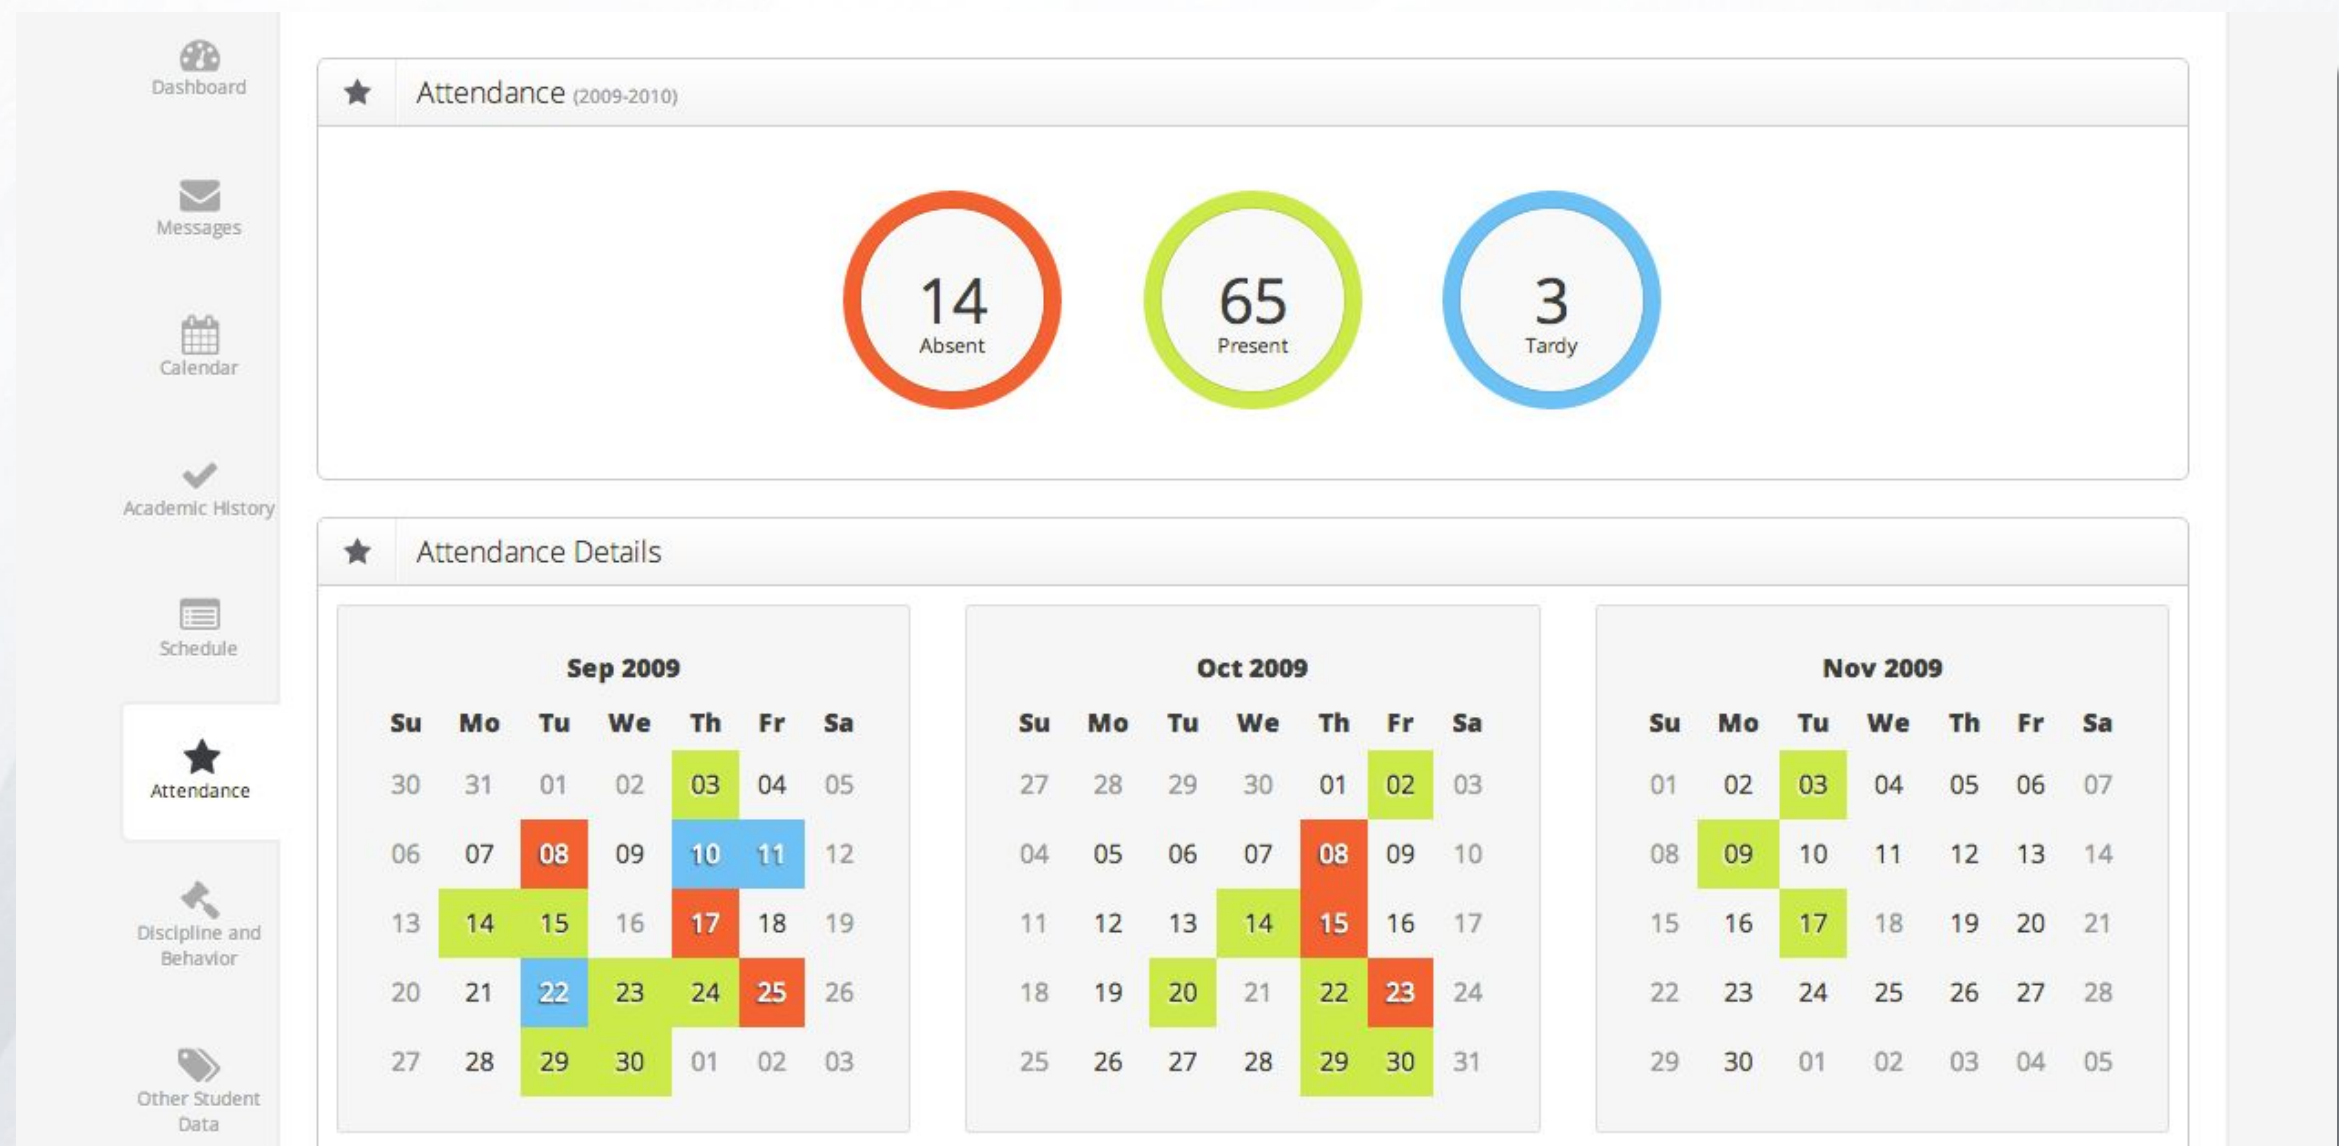 Dashboard
Messages
Calendar
Academic History
Schedule
Attendance
Discipline and
Behavior
Other Student
Data
Attendance (2009-2010)
14
Absent
65
Present
3
Tardy
Attendance Details
Sep 2009
Su Mo Tu We Th Fr Sa
30 31 01 02 03 04 05
06 07 08 09 10 11 12
13 14 15 16 17 18 19
20 21 22 23 24 25 26
27 28 29 30 01 02 03
Oct 2009
Su Mo Tu We Th Fr Sa
27 28 29 30 01 02 03
04 05 06 07 08 09 10
11 12 13 14 15 16 17
18 19 20 21 22 23 24
25 26 27 28 29 30 31
Nov 2009
Su Mo Tu We Th Fr Sa
01 02 03 04 05 06 07
08 09 10 11 12 13 14
15 16 17 18 19 20 21
22 23 24 25 26 27 28
29 30 01 02 03 04 05